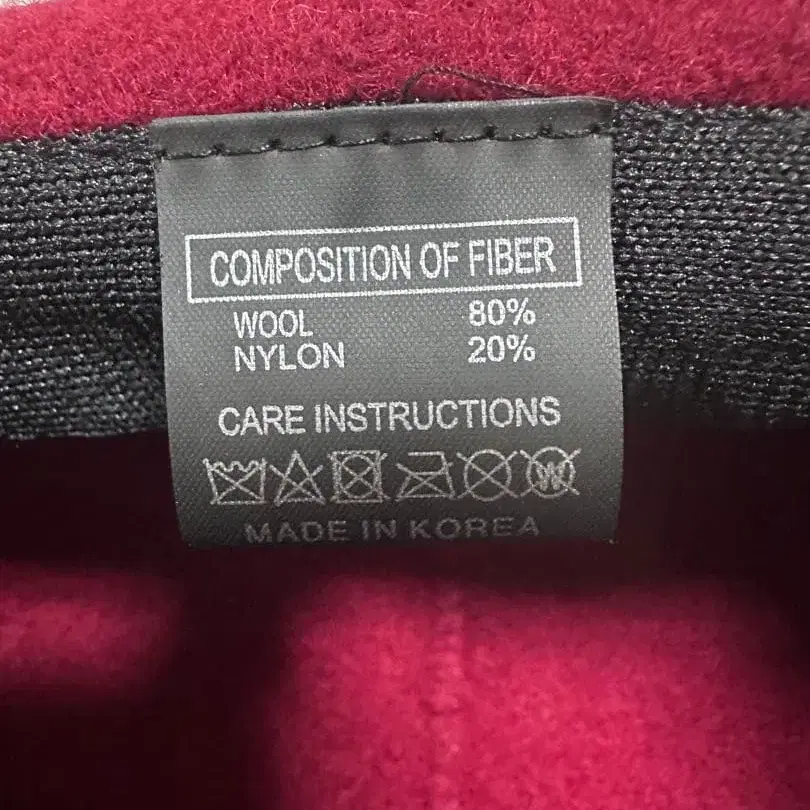 COMPOSITION OF FIBER
WOOL 80%
NYLON 20%
CARE INSTRUCTIONS
W
MADE IN KOREA